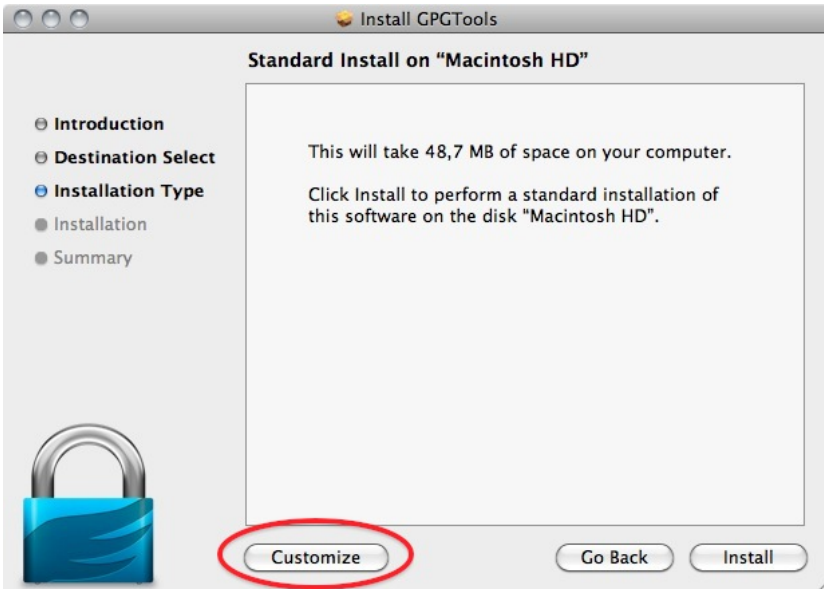 Install GPGTools
Standard Install on “Macintosh HD”
Introduction
Destination Select
Installation Type
Installation
Summary
This will take 48,7 MB of space on your computer.
Click Install to perform a standard installation of
this software on the disk “Macintosh HD”.
Customize
Go Back
Install